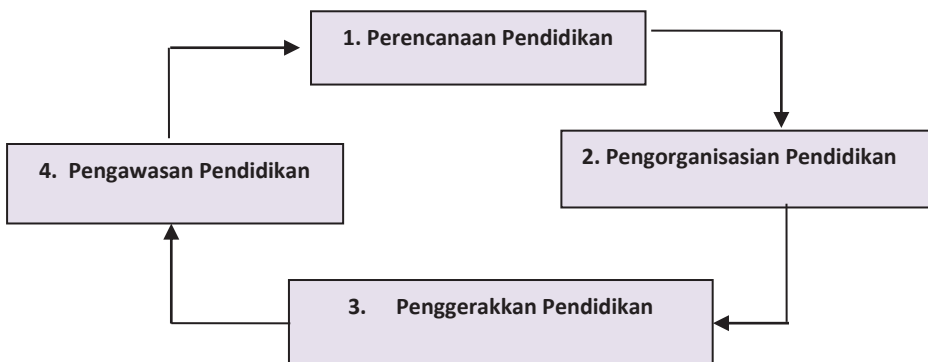 1. Perencanaan Pendidikan
2. Pengorganisasian Pendidikan
3. Penggerakkan Pendidikan
4. Pengawasan Pendidikan